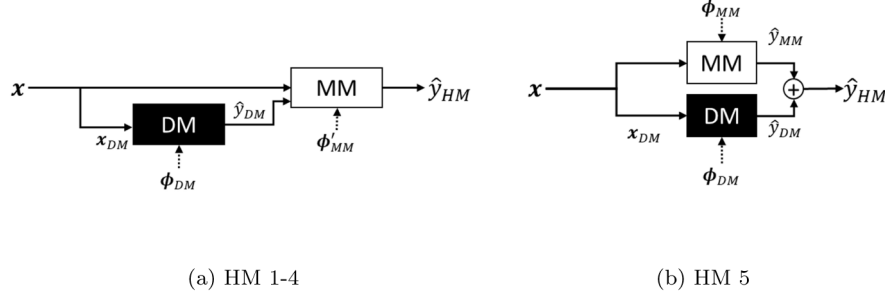 x
DM
x_DM
ŷ_DM
ϕ_DM
MM
ϕ'_MM
ŷ_HM
(a) HM 1-4
ϕ_MM
x
MM
ŷ_MM
+
ŷ_HM
DM
x_DM
ŷ_DM
ϕ_DM
(b) HM 5